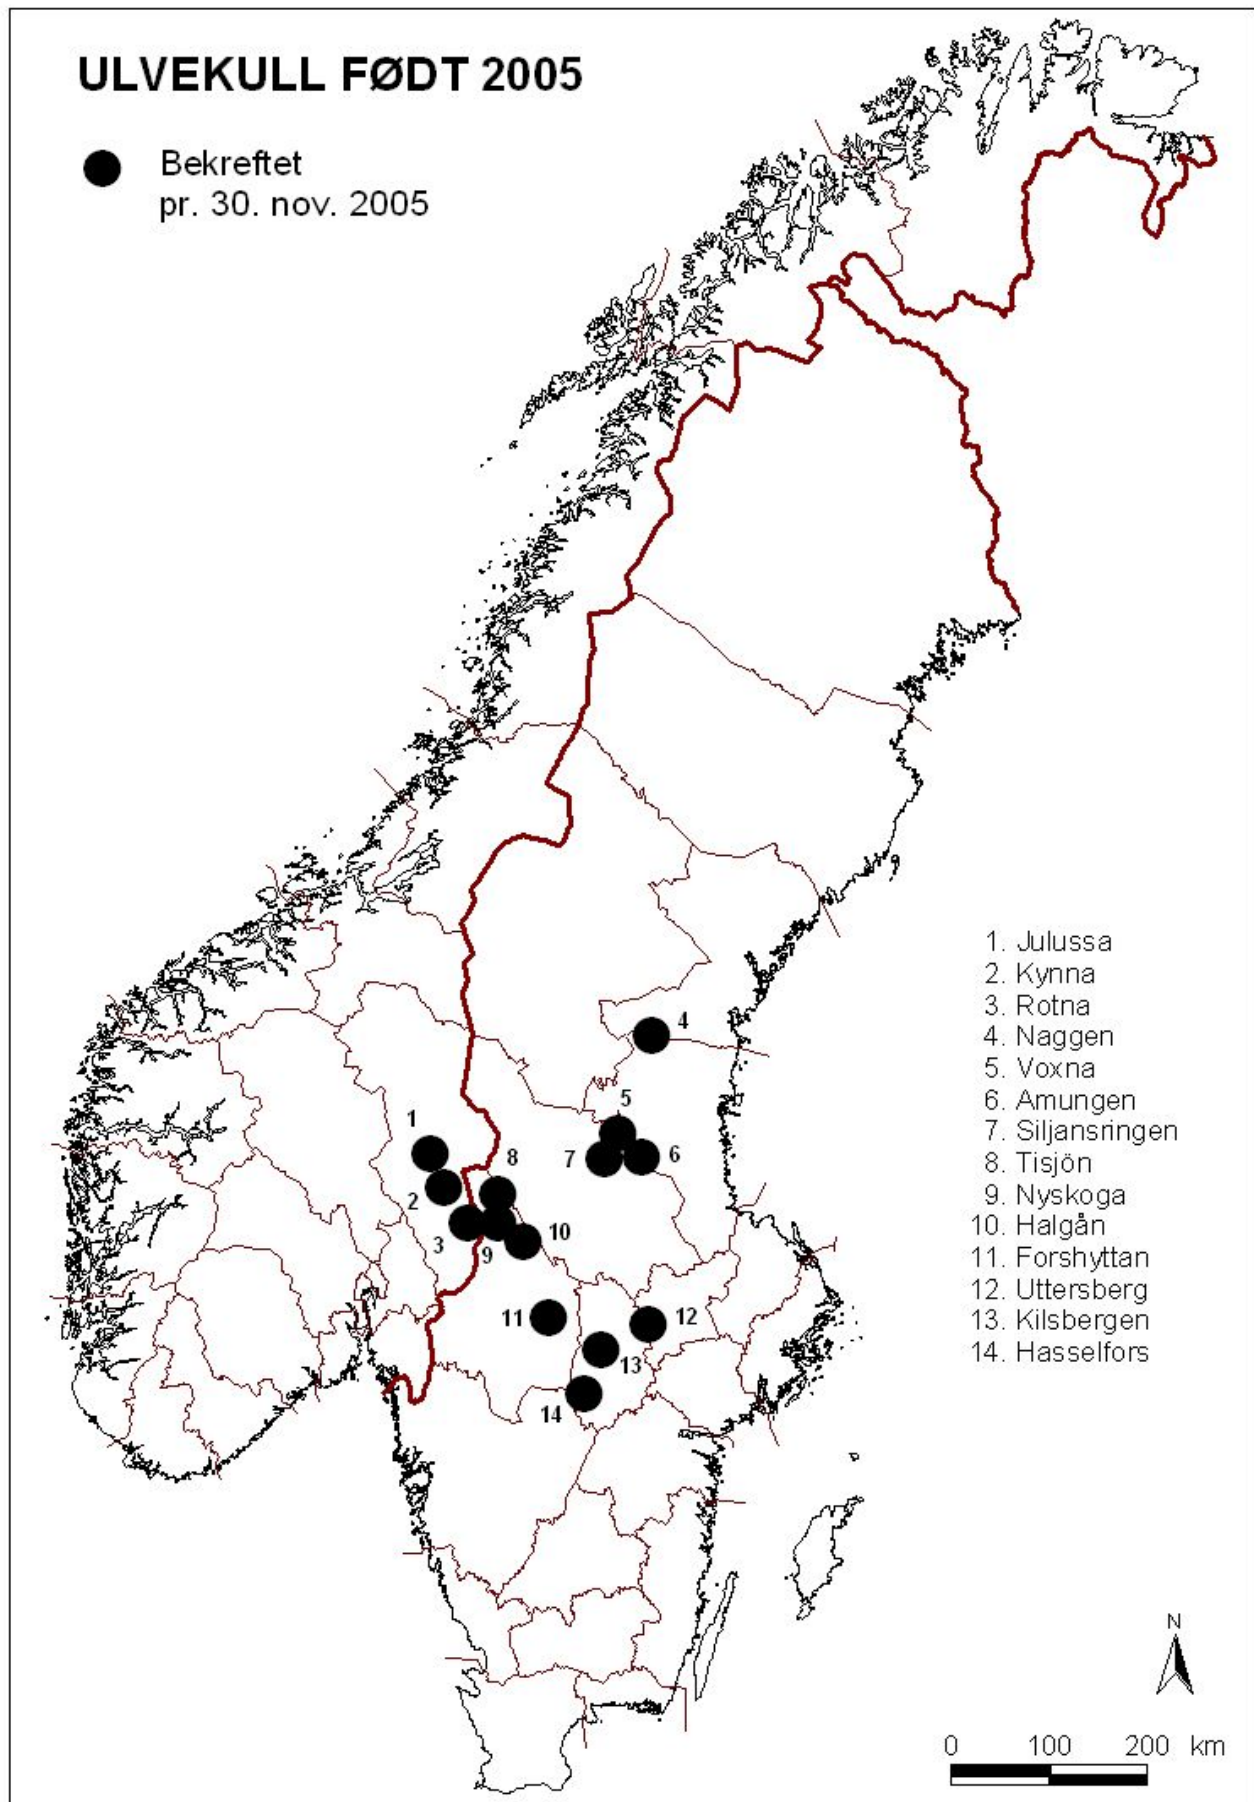 ULVEKULL FØDT 2005
Bekreftet
pr. 30. nov. 2005
1. Julussa
2. Kynna
3. Rotna
4. Naggen
5. Voxna
6. Amungen
7. Siljansringen
8. Tisjön
9. Nyskoga
10. Halgån
11. Forshyttan
12. Uttersberg
13. Kilsbergen
14. Hasselfors
4
5
1
7
6
8
2
3
9
10
11
12
13
14
N
0 100 200 km